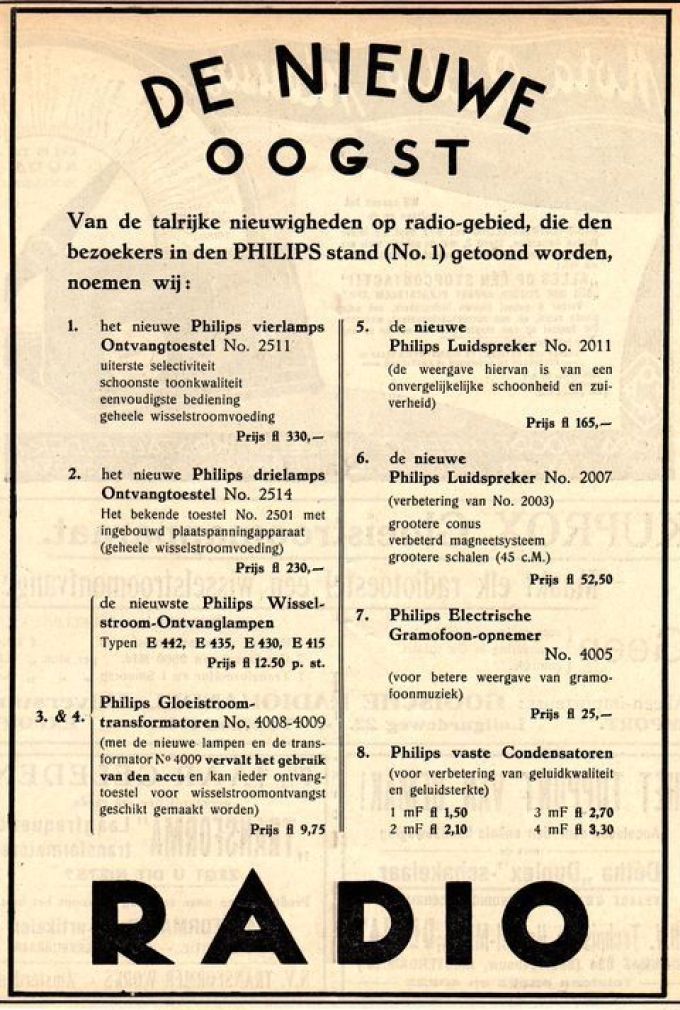 DE NIEUWE
OOGST
Van de talrijke nieuwigheden op radio-gebied, die den
bezoekers in den PHILIPS stand (No. 1) getoond worden,
noemen wij:
1. het nieuwe Philips vierlamps
Ontvangtoestel No. 2511
uiterste selectiviteit
schoonste toonkwaliteit
eenvoudigste bediening
geheele wisselstroomvoeding
Prijs fl 330,—
2. het nieuwe Philips drielamps
Ontvangtoestel No. 2514
Het bekende toestel No. 2501 met
ingebouwd plaatspanningapparaat
(geheele wisselstroomvoeding)
Prijs fl 230,—
3. & 4.
de nieuwste Philips Wissel-
stroom-Ontvanglampen
Typen E 442, E 435, E 430, E 415
Prijs fl 12.50 p. st.
Philips Gloeistroom-
transformatoren No. 4008-4009
(met de nieuwe lampen en de trans-
formator No 4009 vervalt het gebruik
van den accu en kan ieder ontvang-
toestel voor wisselstroomontvangst
geschikt gemaakt worden)
Prijs fl 9,75
5. de nieuwe
Philips Luidspreker No. 2011
(de weergave hiervan is van een
onvergelijkelijke schoonheid en zui-
verheid)
Prijs fl 165,—
6. de nieuwe
Philips Luidspreker No. 2007
(verbetering van No. 2003)
grootere conus
verbeterd magneetsysteem
grootere schalen (45 c.M.)
Prijs fl 52,50
7. Philips Electrische
Gramofoon-opnemer
No. 4005
(voor betere weergave van gramo-
foonmuziek)
Prijs fl 25,—
8. Philips vaste Condensatoren
(voor verbetering van geluidkwaliteit
en geluidsterkte)
1 mF fl 1,50 3 mF fl 2,70
2 mF fl 2,10 4 mF fl 3,30
RADIO